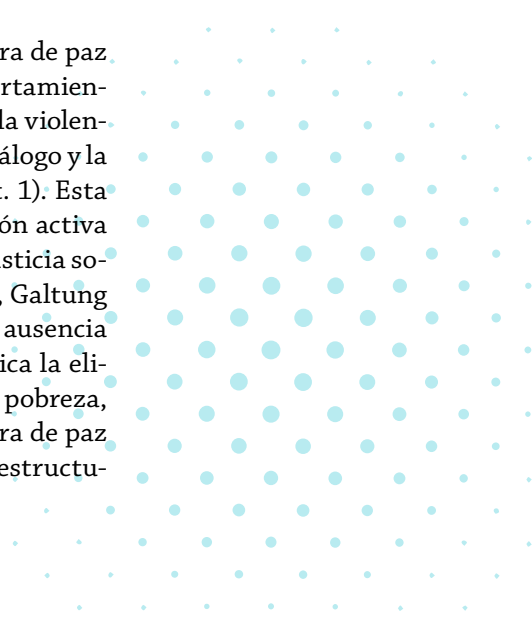 ra de paz
rtamien-
la violen-
álogo y la
t. 1). Esta
ón activa
sticia so-
, Galtung
ausencia
ica la eli-
pobreza,
ra de paz
estructu-